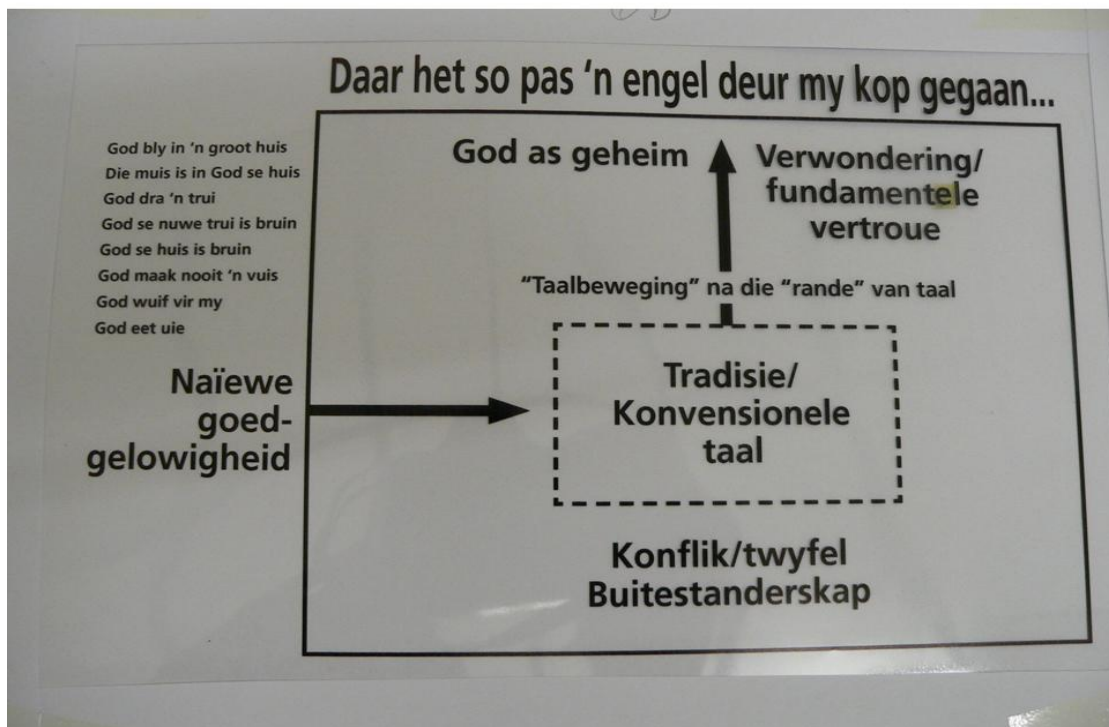 Daar het so pas 'n engel deur my kop gegaan...
God bly in 'n groot huis
Die muis is in God se huis
God dra 'n trui
God se nuwe trui is bruin
God se huis is bruin
God maak nooit 'n vuis
God wuif vir my
God eet uie
Naïewe
goed-
gelowigheid
God as geheim
Verwondering/
fundamentele
vertroue
"Taalbeweging" na die "rande" van taal
Tradisie/
Konvensionele
taal
Konflik/twyfel
Buitestanderskap